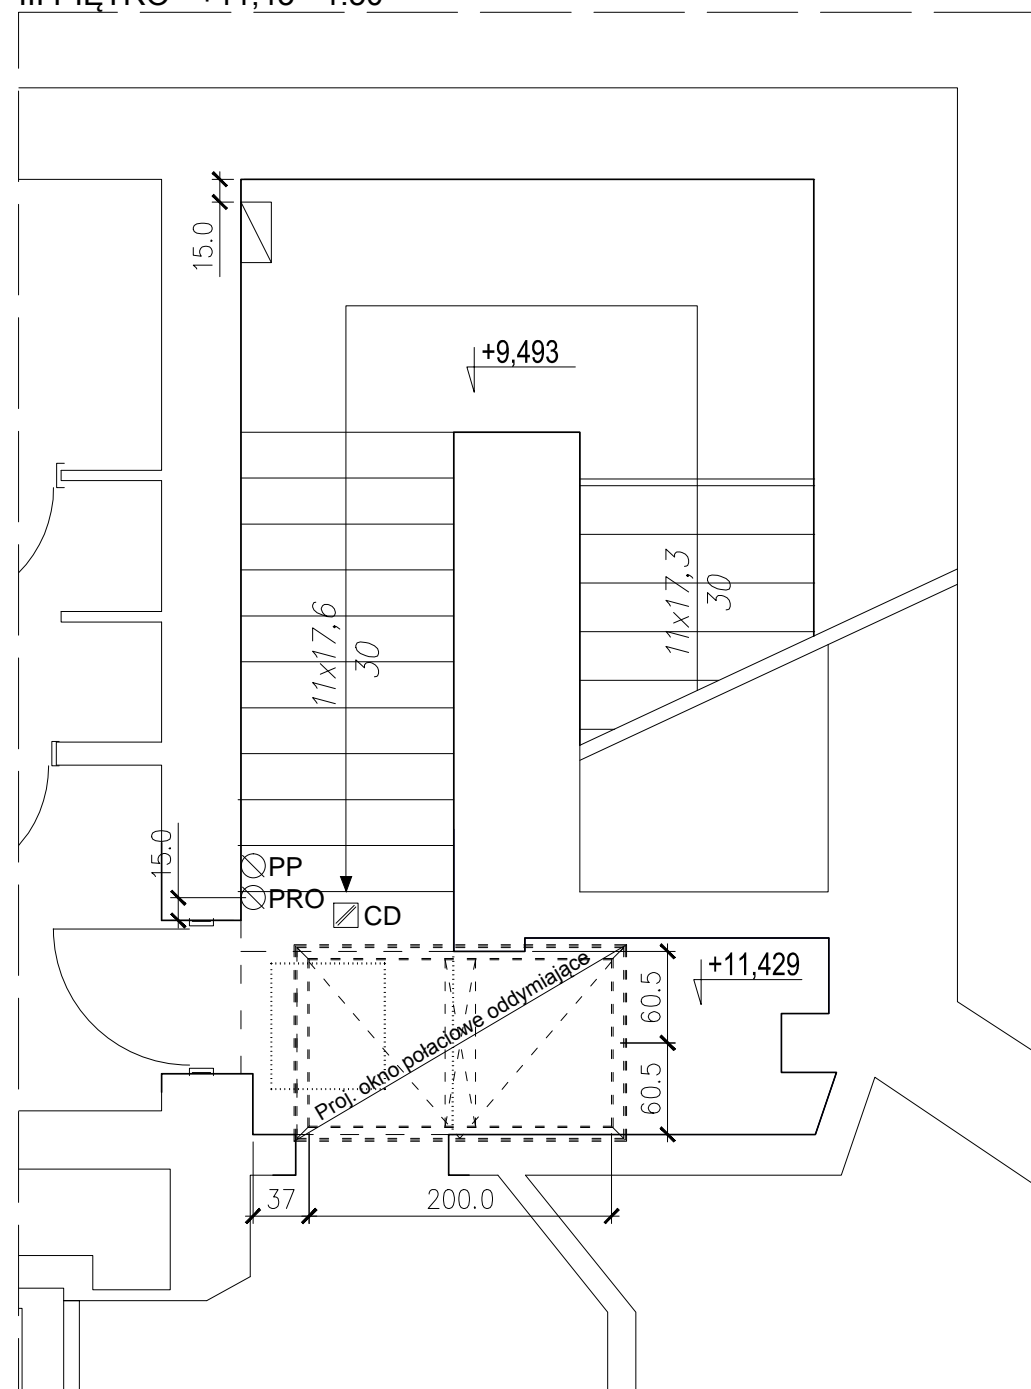 15.0
+9,493
11x17,6
30
11x17,3
30
15.0
PP
PRO
CD
+11,429
60.5
60.5
Proj. okno połaciowe oddymiające
37
200.0